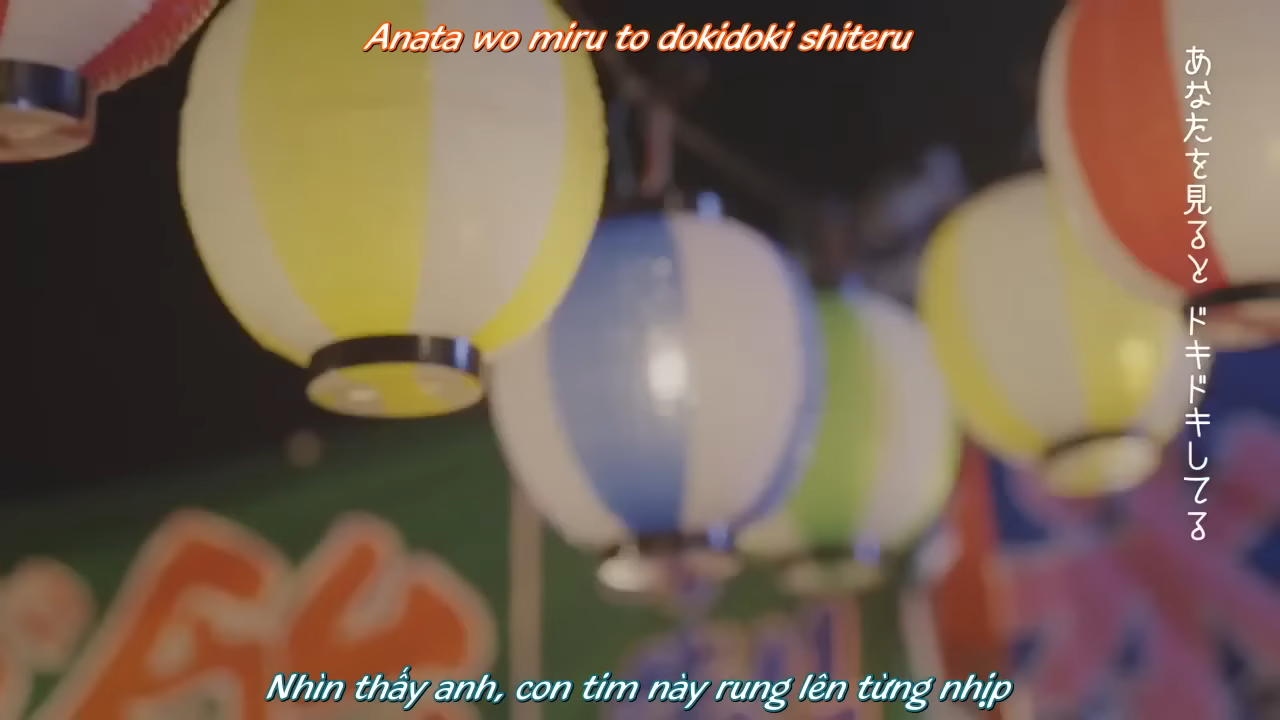 Anata wo miru to dokidoki shiteru
あなたを見ると ドキドキしてる
Nhìn thấy anh, con tim này rung lên từng nhịp